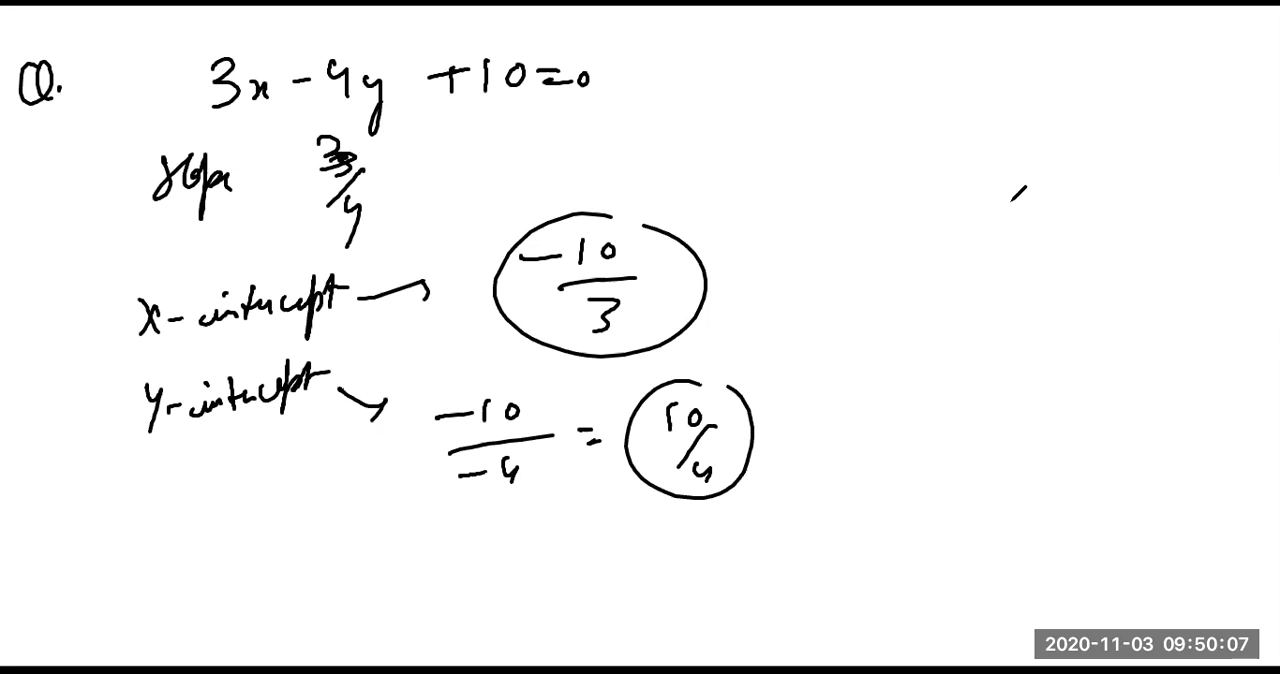 Q. 3x - 4y + 10 = 0
slope 3/4
x-intercept → -10/3
y-intercept → -10/-4 = 10/4
2020-11-03 09:50:07